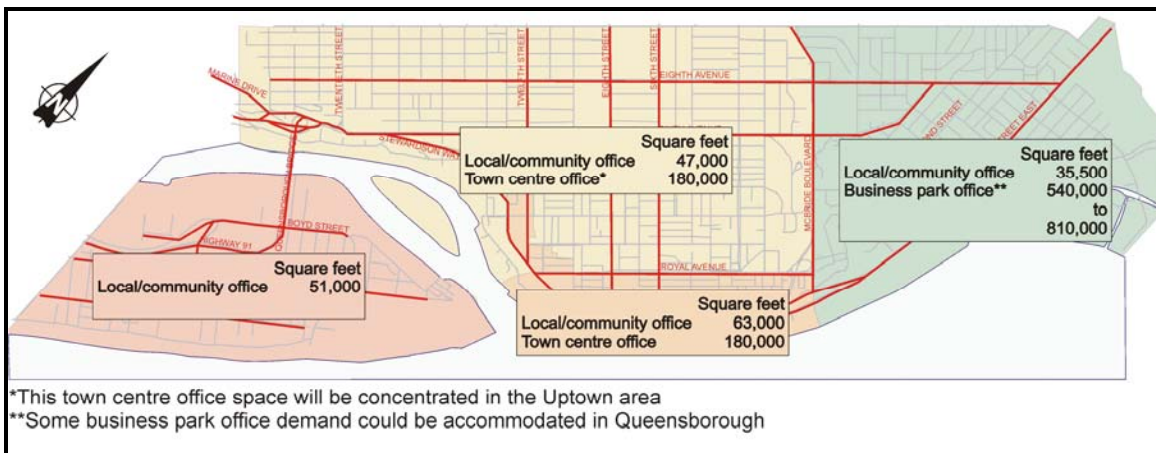 MARINE DRIVE
TWENTIETH STREET
TWELFTH STREET
EIGHTH STREET
SIXTH STREET
EIGHTH AVENUE
N
STEWARDSON WA
MCBRIDE BOULEVARD
STREET EAST
STREET
Square feet
Local/community office 47,000
Town centre office* 180,000
Square feet
Local/community office 35,500
Business park office** 540,000
to
810,000
BOYD STREET
HIGHWAY 91
ROYAL AVENUE
Square feet
Local/community office 51,000
Square feet
Local/community office 63,000
Town centre office 180,000
*This town centre office space will be concentrated in the Uptown area
**Some business park office demand could be accommodated in Queensborough